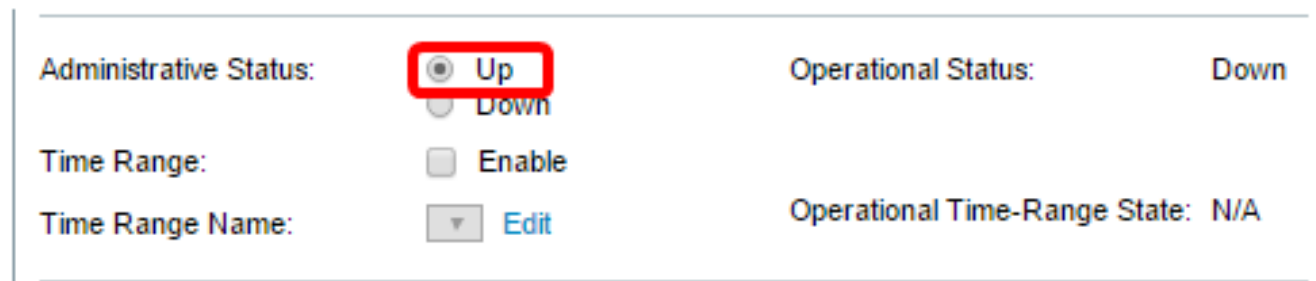 Administrative Status: Up Operational Status: Down
Down
Time Range: Enable
Time Range Name: Edit Operational Time-Range State: N/A